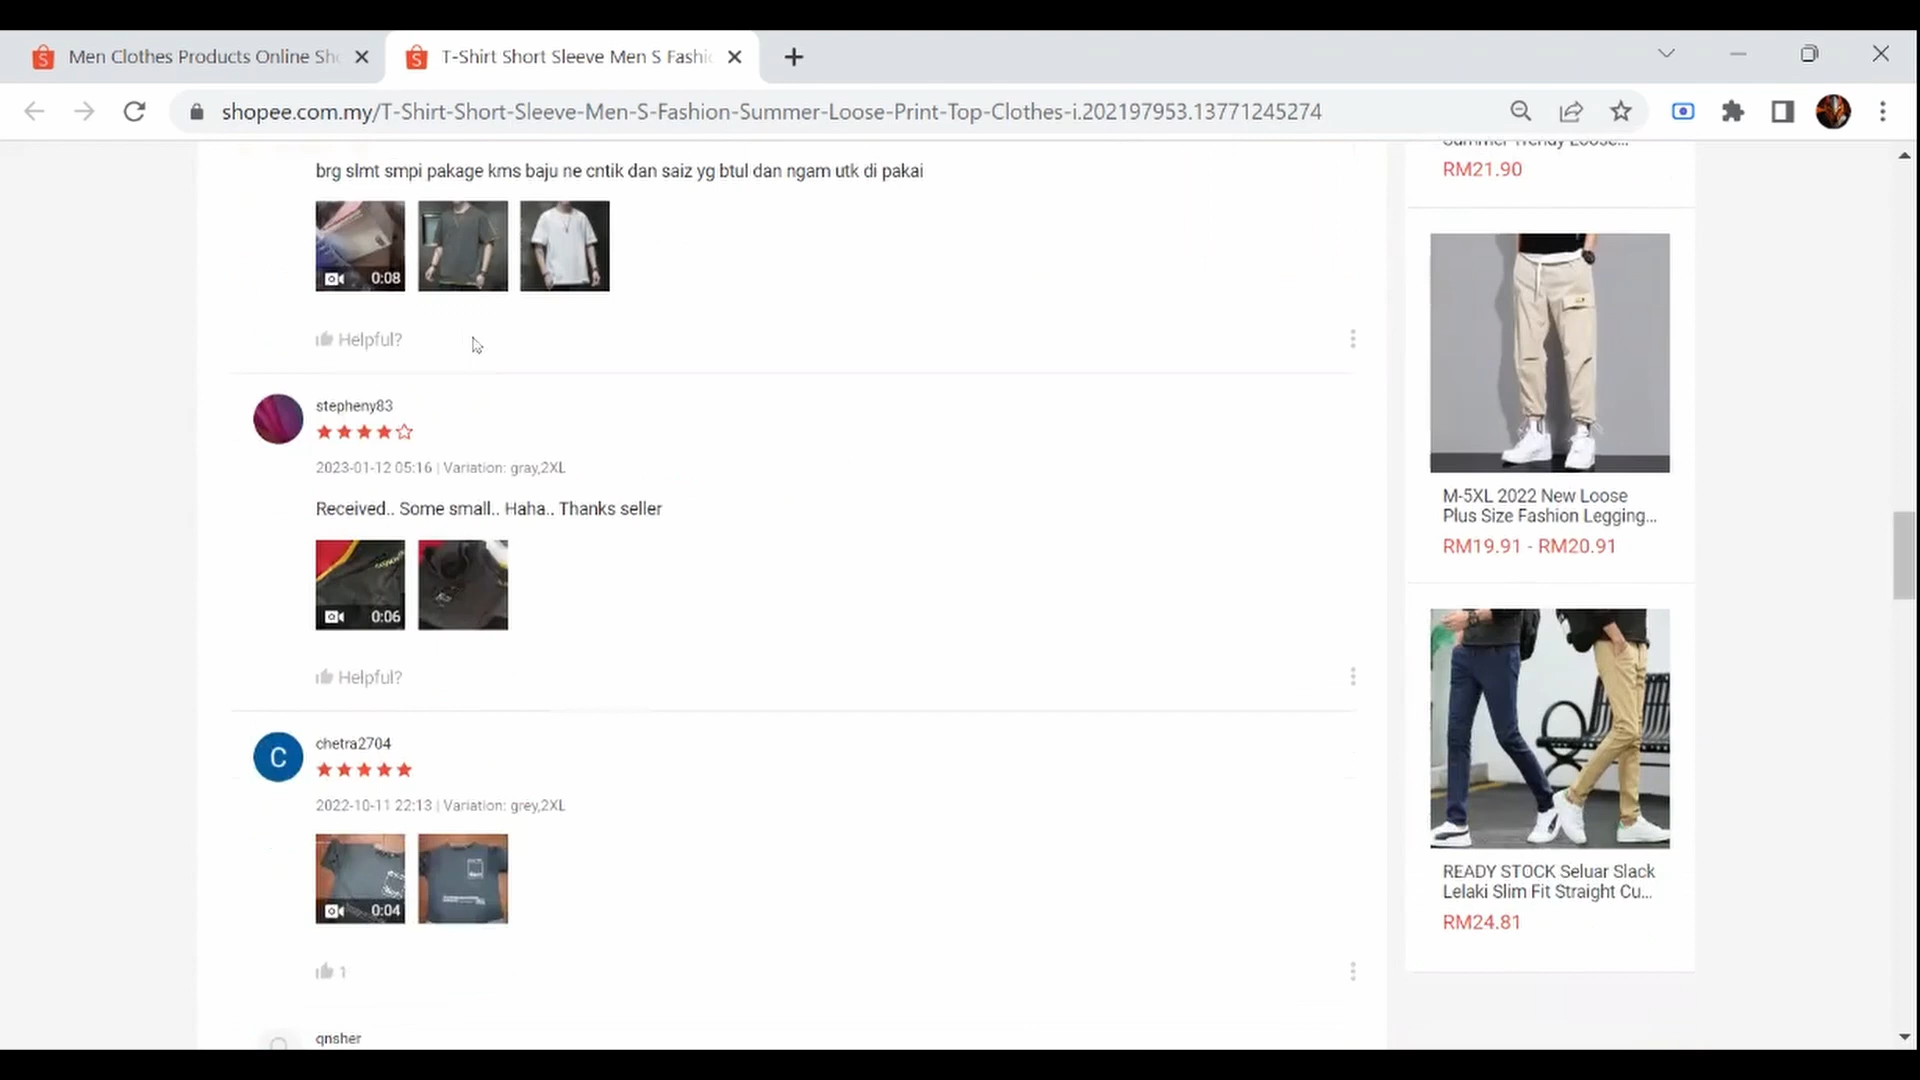 Men Clothes Products Online Sh
T-Shirt Short Sleeve Men S Fashi
shopee.com.my/T-Shirt-Short-Sleeve-Men-S-Fashion-Summer-Loose-Print-Top-Clothes-i.202197953.13771245274
brg slmt smpi pakage kms baju ne cntik dan saiz yg btul dan ngam utk di pakai
0:08
Helpful?
stepheny83
2023-01-12 05:16 | Variation: gray,2XL
Received.. Some small.. Haha.. Thanks seller
0:06
Helpful?
C
chetra2704
2022-10-11 22:13 | Variation: grey,2XL
0:04
1
qnsher
Summer Trendy Loose...
RM21.90
M-5XL 2022 New Loose
Plus Size Fashion Legging...
RM19.91 - RM20.91
READY STOCK Seluar Slack
Lelaki Slim Fit Straight Cu...
RM24.81